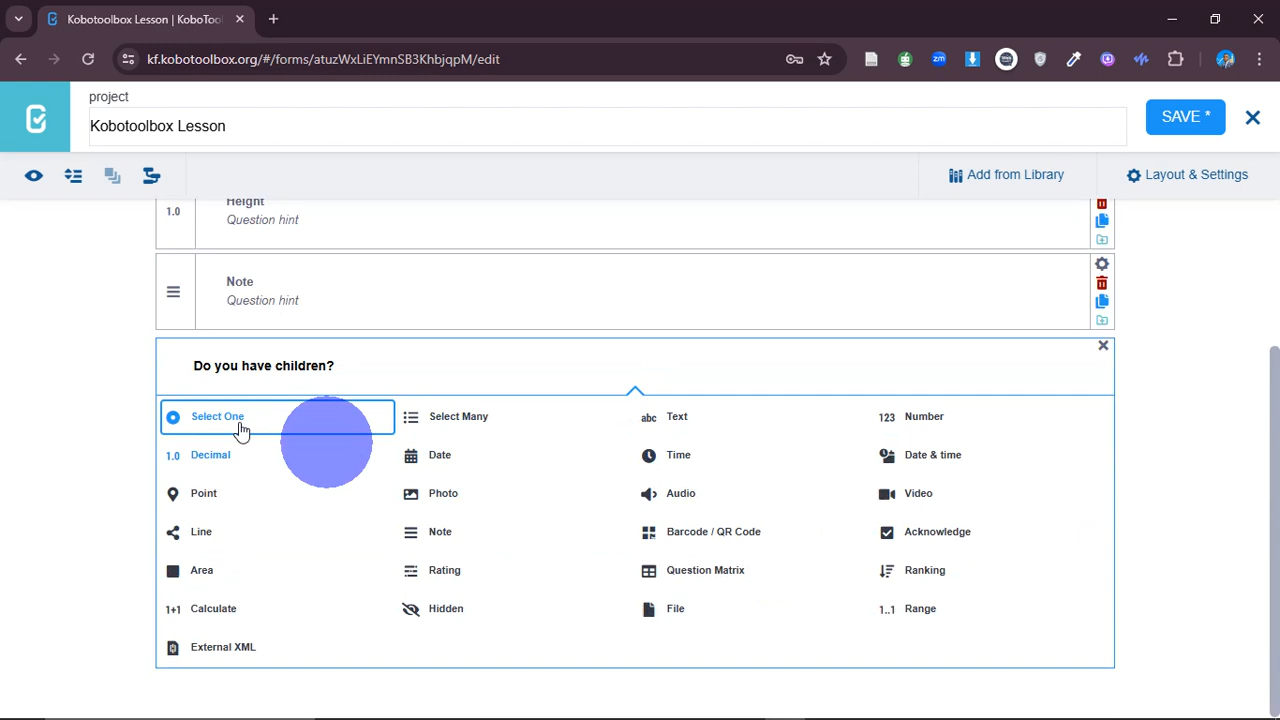 Kobotoolbox Lesson | KoboToo
kf.kobotoolbox.org/#/forms/atuzWxLiEYmnSB3KhbjqpM/edit
zm
project
Kobotoolbox Lesson
SAVE *
Add from Library
Layout & Settings
1.0
Height
Question hint
Note
Question hint
Do you have children?
Select One
Select Many
abc Text
123 Number
1.0 Decimal
Date
Time
Date & time
Point
Photo
Audio
Video
Line
Note
Barcode / QR Code
Acknowledge
Area
Rating
Question Matrix
Ranking
1+1 Calculate
Hidden
File
1..1 Range
External XML